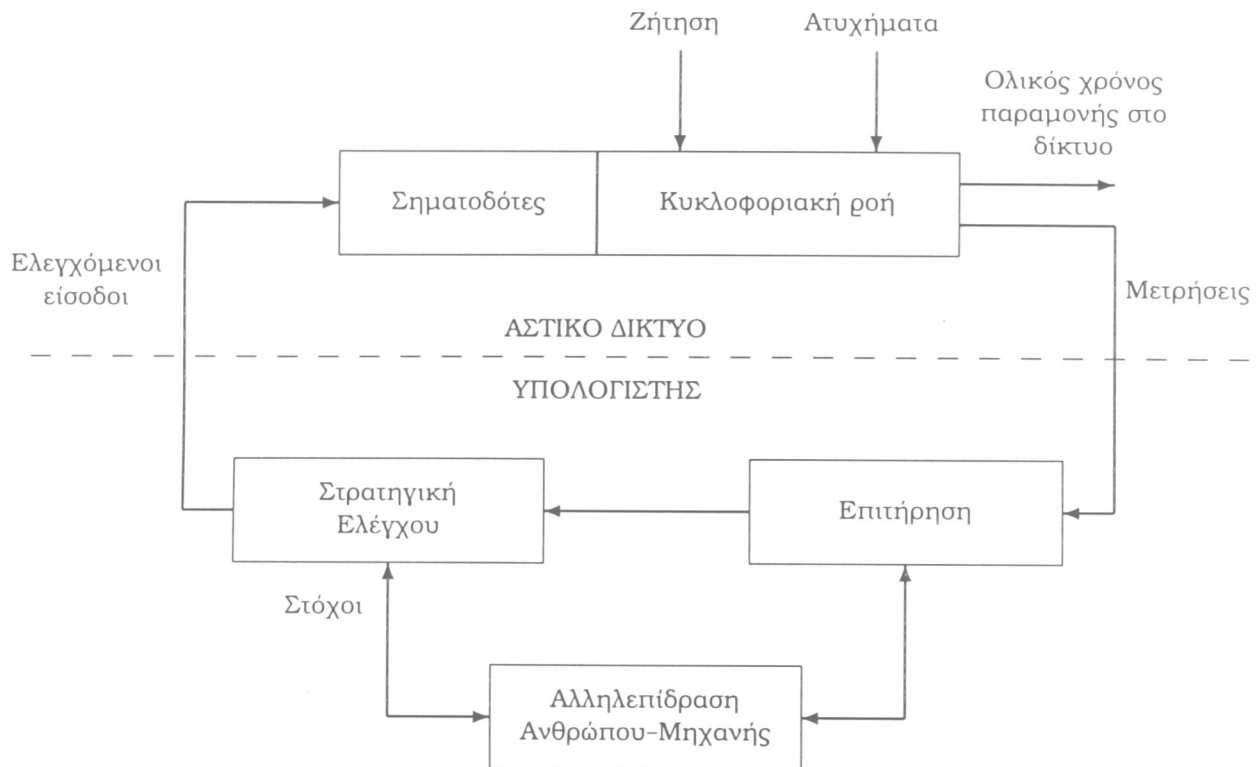 Ζήτηση
Ατυχήματα
Ολικός χρόνος
παραμονής στο
δίκτυο
Σηματοδότες
Κυκλοφοριακή ροή
Ελεγχόμενοι
είσοδοι
Μετρήσεις
ΑΣΤΙΚΟ ΔΙΚΤΥΟ
ΥΠΟΛΟΓΙΣΤΗΣ
Στρατηγική
Ελέγχου
Επιτήρηση
Στόχοι
Αλληλεπίδραση
Ανθρώπου-Μηχανής